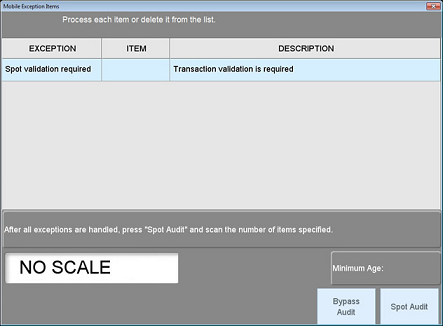 Mobile Exception Items
Process each item or delete it from the list.
EXCEPTION ITEM DESCRIPTION
Spot validation required Transaction validation is required
After all exceptions are handled, press "Spot Audit" and scan the number of items specified.
NO SCALE
Minimum Age:
Bypass
Audit
Spot Audit